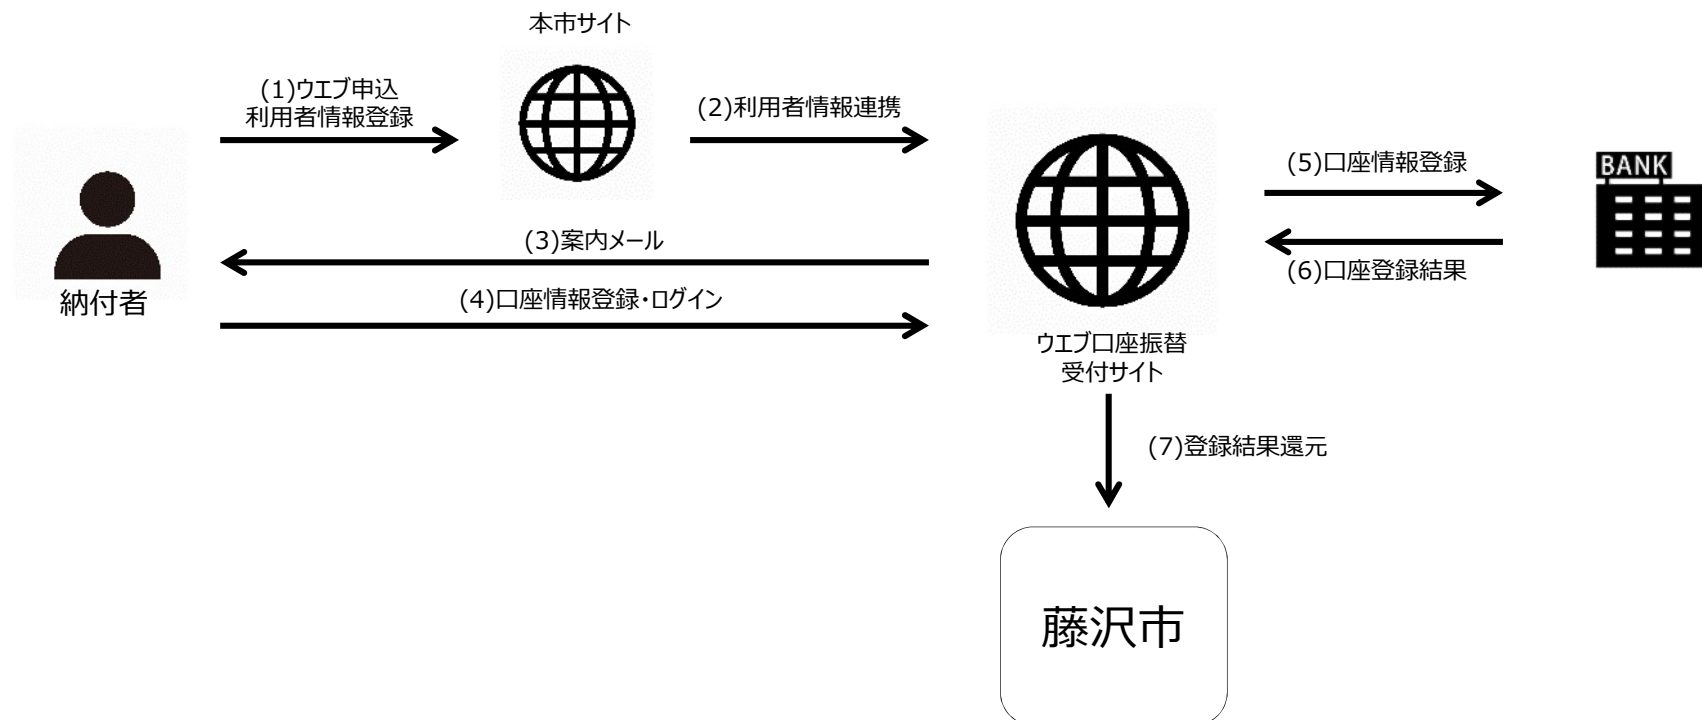 本市サイト
(1)ウエブ申込
利用者情報登録
(2)利用者情報連携
(5)口座情報登録
BANK
(3)案内メール
(6)口座登録結果
(4)口座情報登録・ログイン
納付者
ウエブ口座振替
受付サイト
(7)登録結果還元
藤沢市